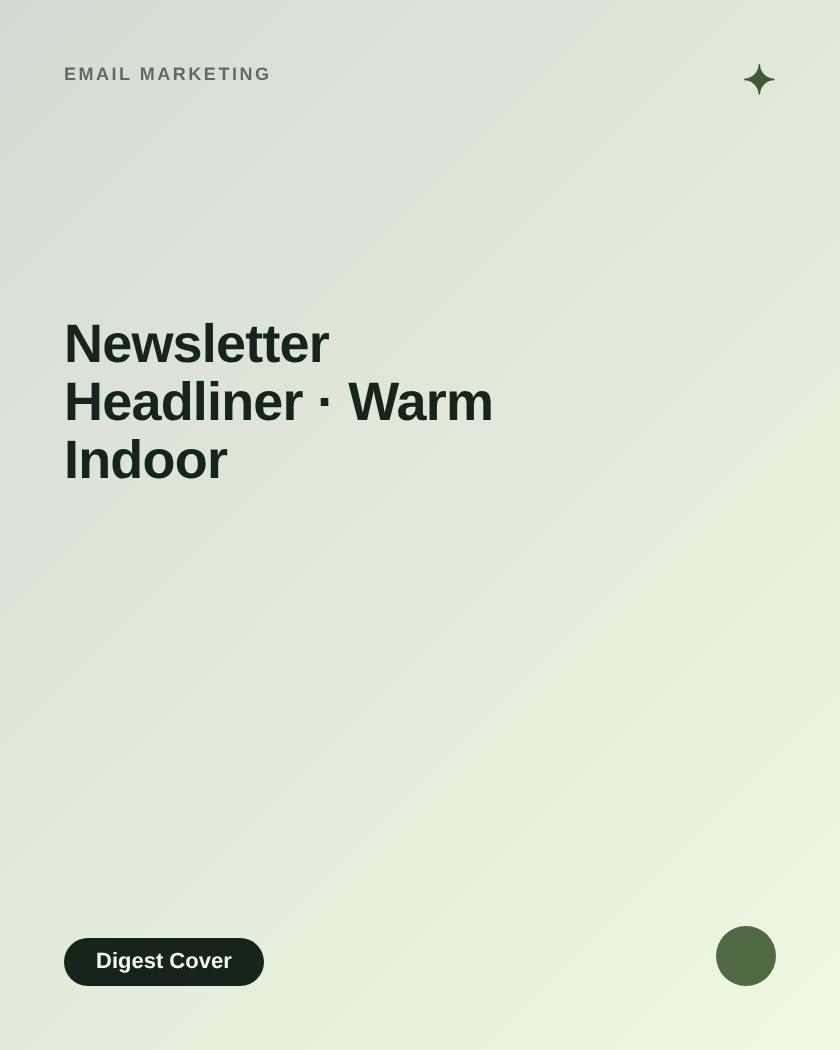 EMAIL MARKETING
Newsletter
Headliner · Warm
Indoor
Digest Cover